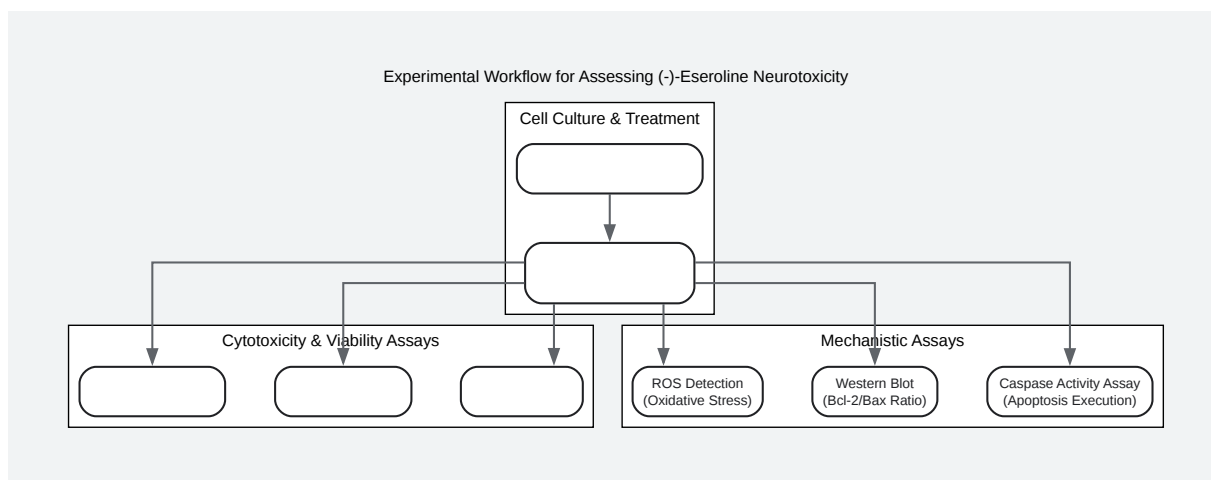 Experimental Workflow for Assessing (-)-Eseroline Neurotoxicity
Cell Culture & Treatment
Cytotoxicity & Viability Assays
Mechanistic Assays
ROS Detection
(Oxidative Stress)
Western Blot
(Bcl-2/Bax Ratio)
Caspase Activity Assay
(Apoptosis Execution)